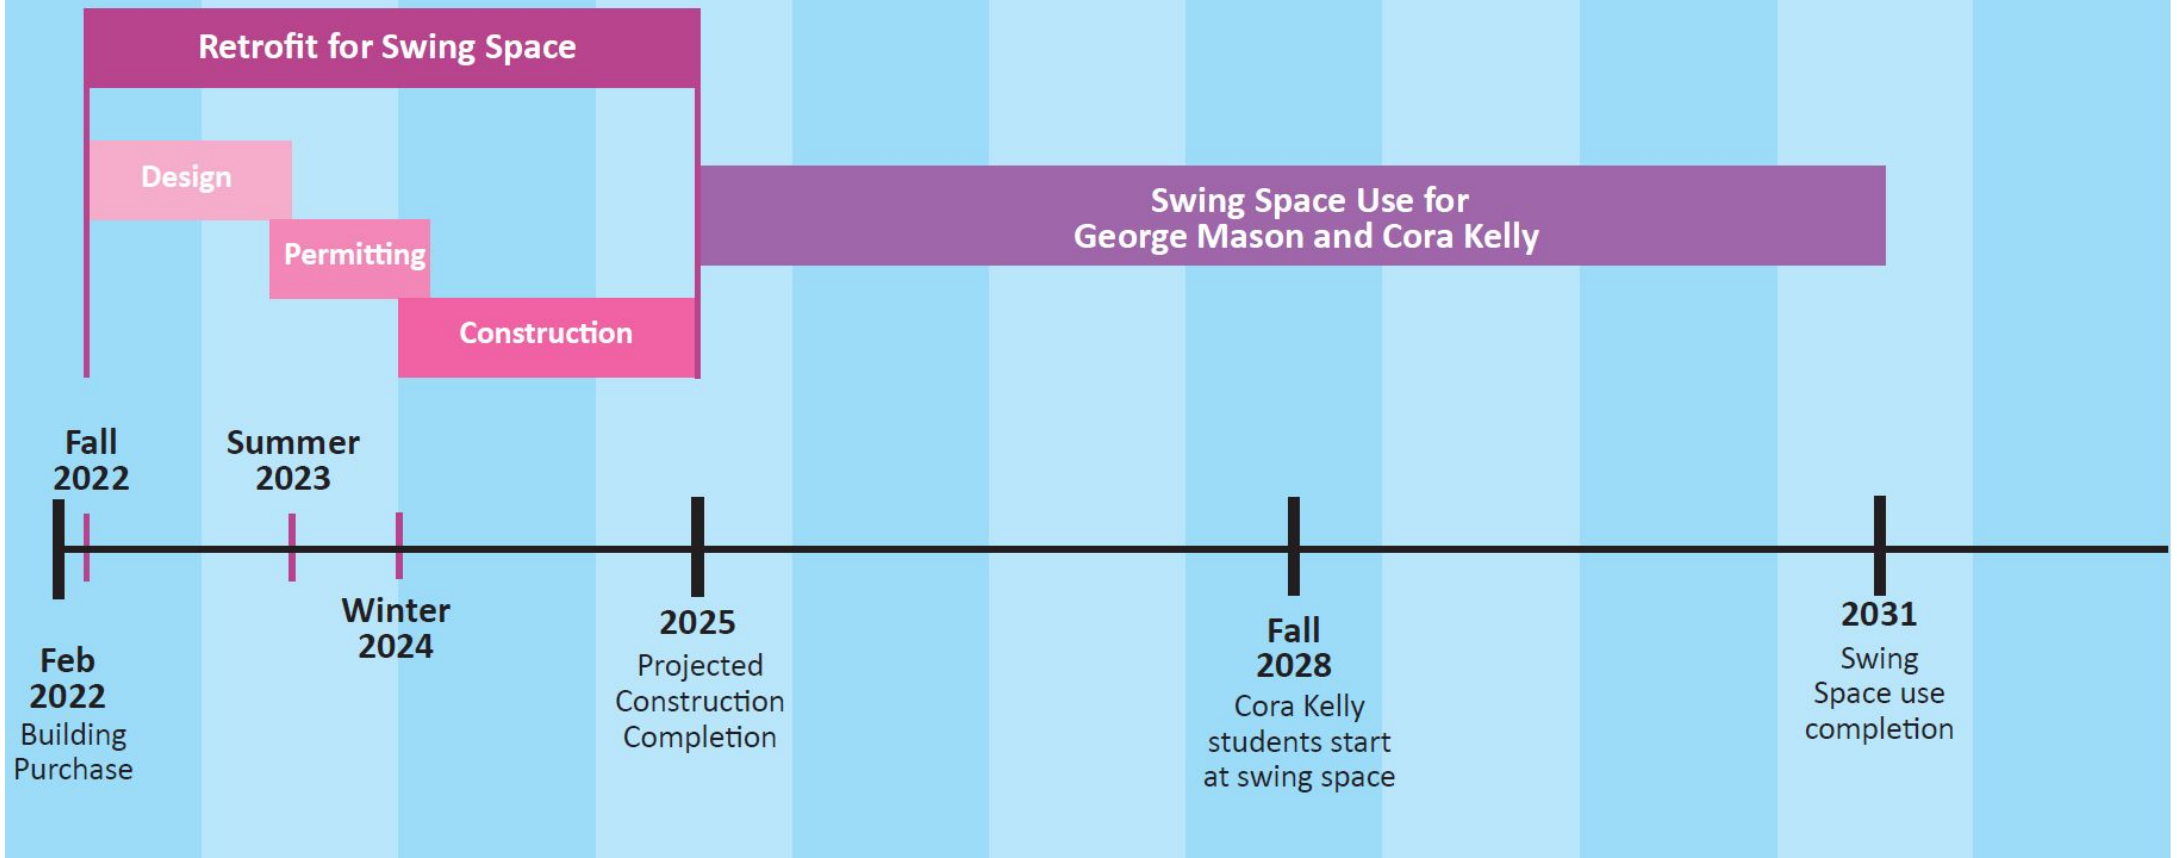 Retrofit for Swing Space
Design
Permitting
Construction
Swing Space Use for
George Mason and Cora Kelly
Fall
2022
Summer
2023
Feb
2022
Building
Purchase
Winter
2024
2025
Projected
Construction
Completion
Fall
2028
Cora Kelly
students start
at swing space
2031
Swing
Space use
completion